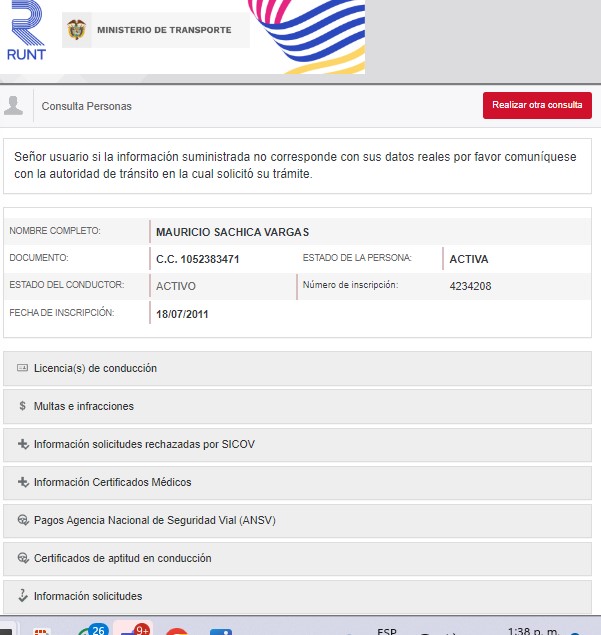 RUNT
MINISTERIO DE TRANSPORTE
Consulta Personas
Realizar otra consulta
Señor usuario si la información suministrada no corresponde con sus datos reales por favor comuníquese
con la autoridad de tránsito en la cual solicitó su trámite.
NOMBRE COMPLETO: MAURICIO SACHICA VARGAS
DOCUMENTO: C.C. 1052383471 ESTADO DE LA PERSONA: ACTIVA
ESTADO DEL CONDUCTOR: ACTIVO Número de inscripción: 4234208
FECHA DE INSCRIPCIÓN: 18/07/2011
Licencia(s) de conducción
$ Multas e infracciones
Información solicitudes rechazadas por SICOV
Información Certificados Médicos
Pagos Agencia Nacional de Seguridad Vial (ANSV)
Certificados de aptitud en conducción
Información solicitudes
26 9+ ESP 1:38 p. m.